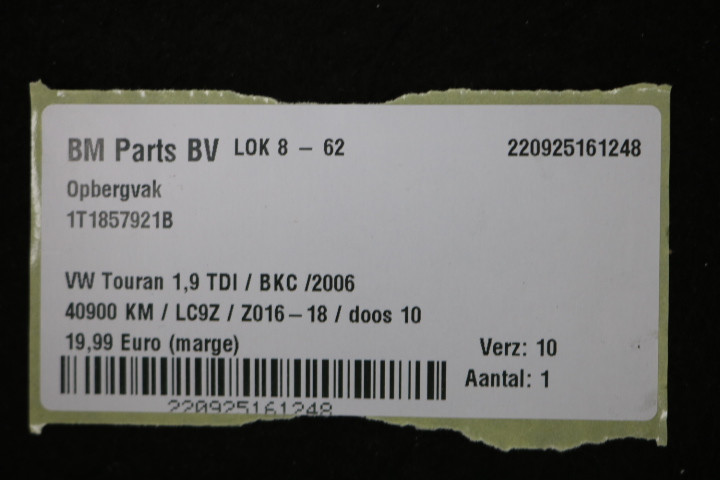 BM Parts BV LOK 8 – 62 220925161248
Opbergvak
1T1857921B
VW Touran 1,9 TDI / BKC /2006
40900 KM / LC9Z / Z016–18 / doos 10
19,99 Euro (marge)
Verz: 10
Aantal: 1
220925161248